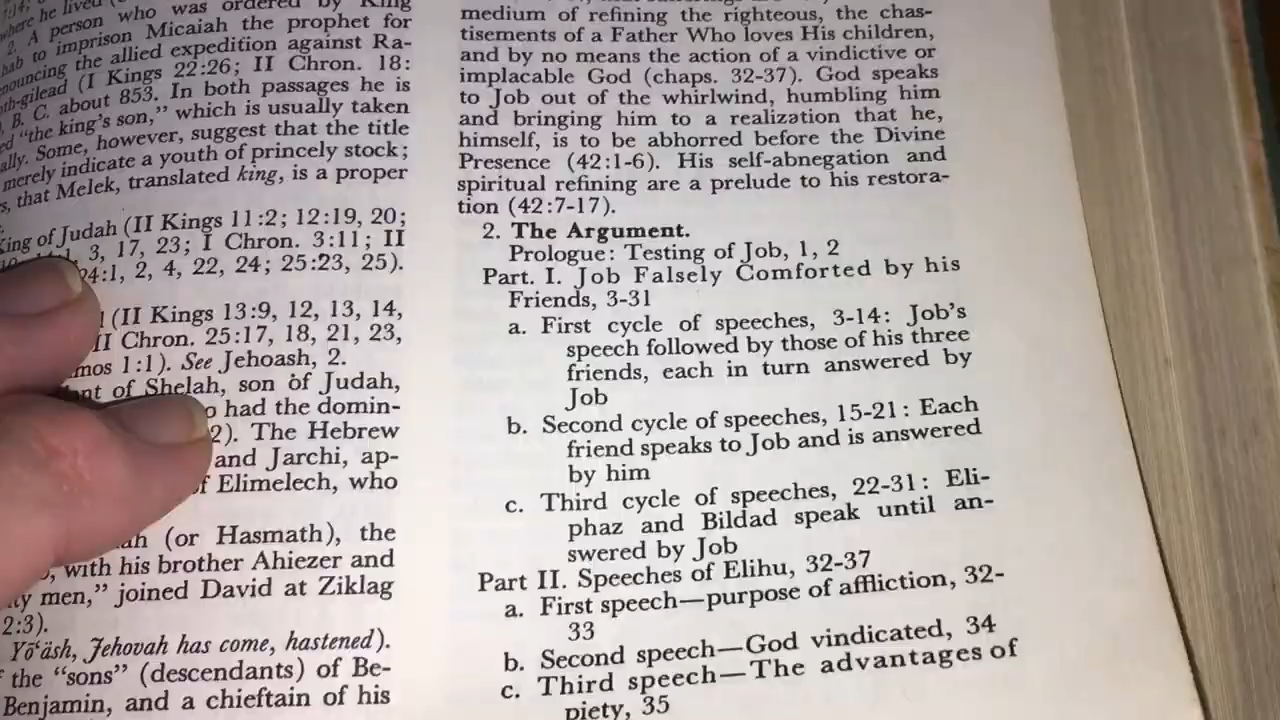 where he lived
2. A person who was ordered by King
hab to imprison Micaiah the prophet for
nouncing the allied expedition against Ra-
th-gilead (I Kings 22:26; II Chron. 18:
B. C. about 853. In both passages he is
ed "the king's son," which is usually taken
ally. Some, however, suggest that the title
merely indicate a youth of princely stock;
s, that Melek, translated king, is a proper
King of Judah (II Kings 11:2; 12:19, 20;
3, 17, 23; I Chron. 3:11; II
24:1, 2, 4, 22, 24; 25:23, 25).
(II Kings 13:9, 12, 13, 14,
II Chron. 25:17, 18, 21, 23,
mos 1:1). See Jehoash, 2.
nt of Shelah, son of Judah,
o had the domin-
2). The Hebrew
and Jarchi, ap-
f Elimelech, who
ah (or Hasmath), the
, with his brother Ahiezer and
ty men," joined David at Ziklag
2:3).
Yō‘ăsh, Jehovah has come, hastened).
the "sons" (descendants) of Be-
Benjamin, and a chieftain of his
medium of refining the righteous, the chas-
tisements of a Father Who loves His children,
and by no means the action of a vindictive or
implacable God (chaps. 32-37). God speaks
to Job out of the whirlwind, humbling him
and bringing him to a realization that he,
himself, is to be abhorred before the Divine
Presence (42:1-6). His self-abnegation and
spiritual refining are a prelude to his restora-
tion (42:7-17).
2. The Argument.
Prologue: Testing of Job, 1, 2
Part. I. Job Falsely Comforted by his
Friends, 3-31
a. First cycle of speeches, 3-14: Job's
speech followed by those of his three
friends, each in turn answered by
Job
b. Second cycle of speeches, 15-21: Each
friend speaks to Job and is answered
by him
c. Third cycle of speeches, 22-31: Eli-
phaz and Bildad speak until an-
swered by Job
Part II. Speeches of Elihu, 32-37
a. First speech—purpose of affliction, 32-
33
b. Second speech—God vindicated, 34
c. Third speech—The advantages of
piety, 35